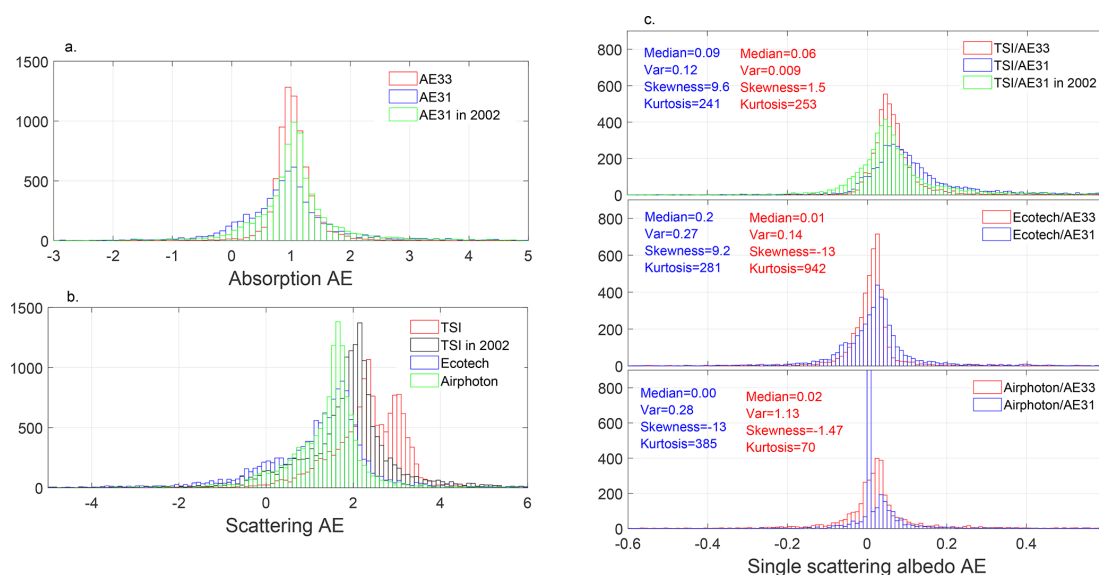 a.
1500
1000
500
0
AE33
AE31
AE31 in 2002
-3 -2 -1 0 1 2 3 4 5
Absorption AE
b.
1500
1000
500
0
TSI
TSI in 2002
Ecotech
Airphoton
-4 -2 0 2 4 6
Scattering AE
c.
800
600
400
200
0
Median=0.09
Var=0.12
Skewness=9.6
Kurtosis=241
Median=0.06
Var=0.009
Skewness=1.5
Kurtosis=253
TSI/AE33
TSI/AE31
TSI/AE31 in 2002
800
600
400
200
0
Median=0.2
Var=0.27
Skewness=9.2
Kurtosis=281
Median=0.01
Var=0.14
Skewness=-13
Kurtosis=942
Ecotech/AE33
Ecotech/AE31
800
600
400
200
0
Median=0.00
Var=0.28
Skewness=-13
Kurtosis=385
Median=0.02
Var=1.13
Skewness=-1.47
Kurtosis=70
Airphoton/AE33
Airphoton/AE31
-0.6 -0.4 -0.2 0 0.2 0.4
Single scattering albedo AE